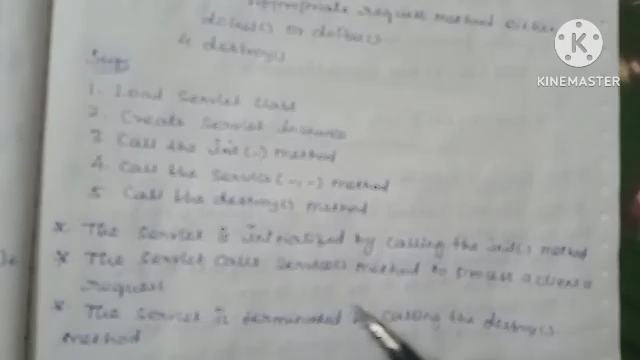 appropriate request method either
doGet() or doPost()
4. destroy()
Steps
1. Load Servlet class
2. Create Servlet Instance
3 Call the Init(-) method
4. Call the Service(-,-) method
5 Call the destroy() method
* The Servlet is Initialized by calling the init() method
* The Servlet calls Service() method to process a client's
request
* The Servlet is terminated by calling the destroy()
method
KINEMASTER